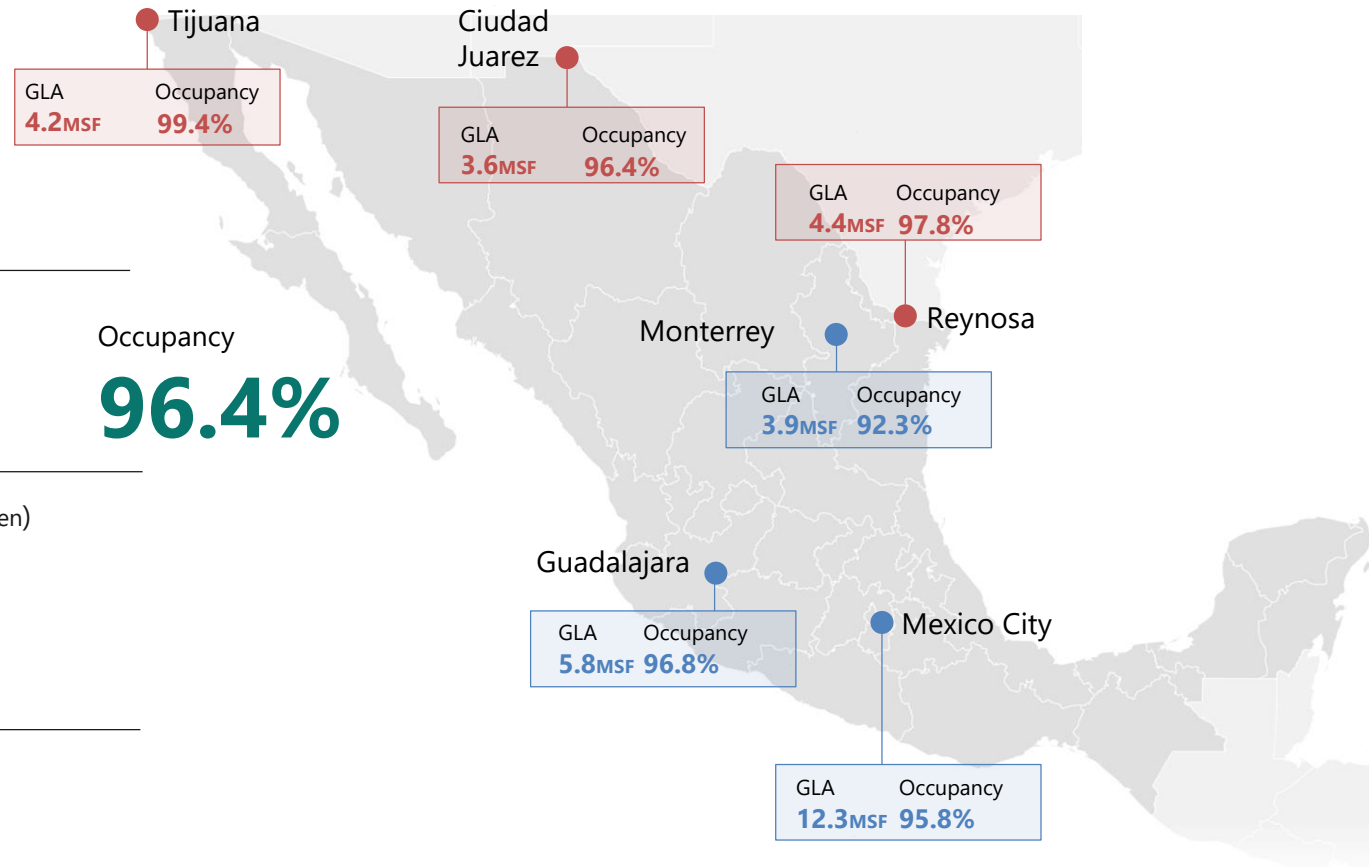 Tijuana
GLA Occupancy
4.2MSF 99.4%
Ciudad
Juarez
GLA Occupancy
3.6MSF 96.4%
GLA Occupancy
4.4MSF 97.8%
Reynosa
Occupancy
96.4%
Monterrey
GLA Occupancy
3.9MSF 92.3%
en)
Guadalajara
GLA Occupancy
5.8MSF 96.8%
Mexico City
GLA Occupancy
12.3MSF 95.8%